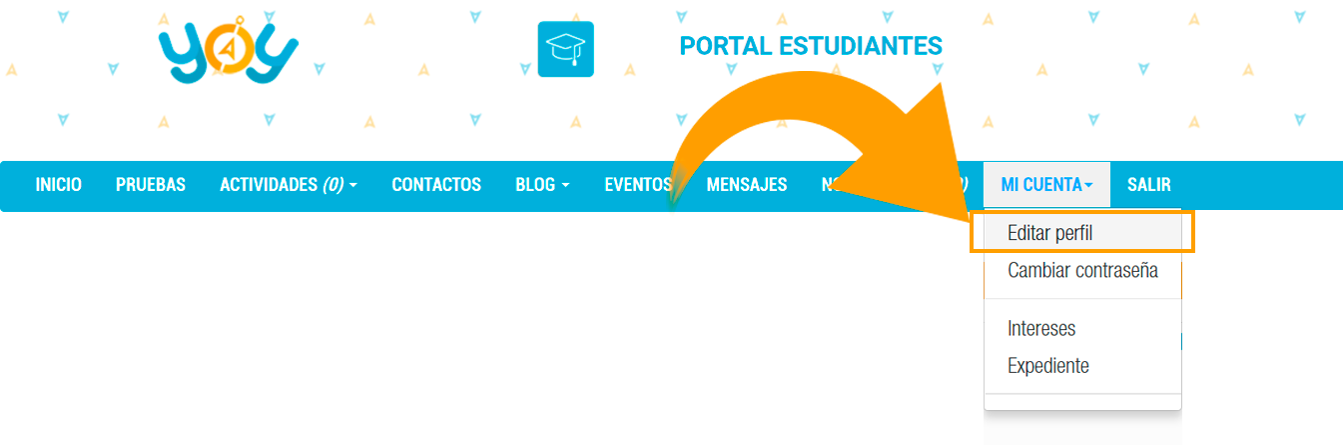 yoy
PORTAL ESTUDIANTES
INICIO PRUEBAS ACTIVIDADES (0) CONTACTOS BLOG EVENTOS MENSAJES MI CUENTA SALIR
Editar perfil
Cambiar contraseña
Intereses
Expediente